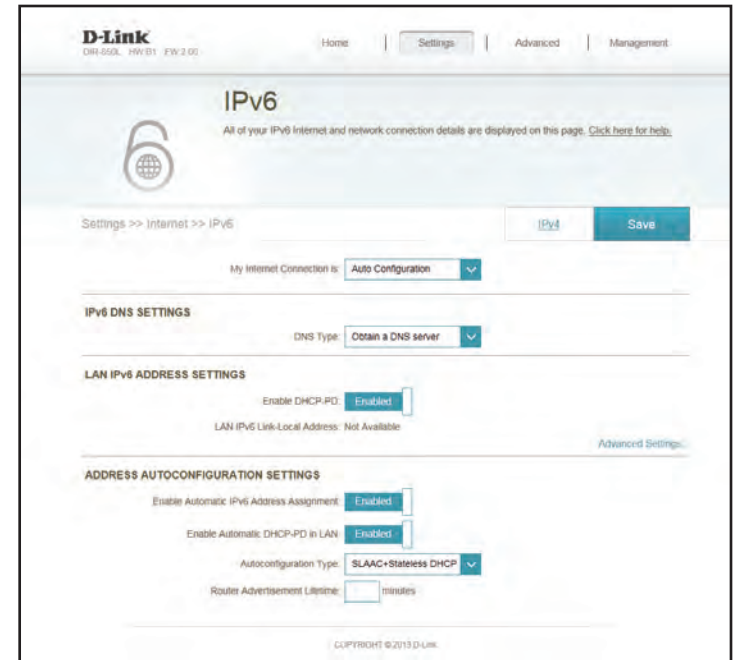 D-Link
DIR-850L HW:B1 FW:2.00
Home | Settings | Advanced | Management
IPv6
All of your IPv6 Internet and network connection details are displayed on this page. Click here for help.
Settings >> Internet >> IPv6
IPv4
Save
My Internet Connection is: Auto Configuration
IPv6 DNS SETTINGS
DNS Type: Obtain a DNS server
LAN IPv6 ADDRESS SETTINGS
Enable DHCP-PD: Enabled
LAN IPv6 Link-Local Address: Not Available
Advanced Settings...
ADDRESS AUTOCONFIGURATION SETTINGS
Enable Automatic IPv6 Address Assignment: Enabled
Enable Automatic DHCP-PD in LAN: Enabled
Autoconfiguration Type: SLAAC+Stateless DHCP
Router Advertisement Lifetime: minutes
COPYRIGHT © 2013 D-Link